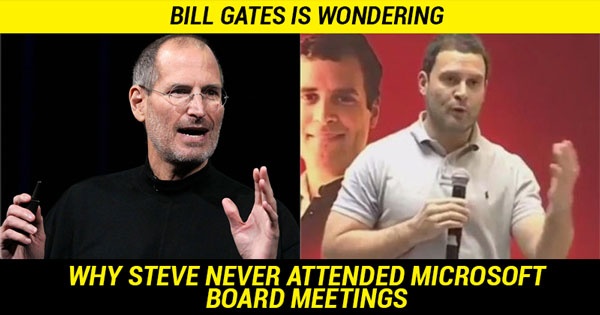 BILL GATES IS WONDERING
WHY STEVE NEVER ATTENDED MICROSOFT
BOARD MEETINGS